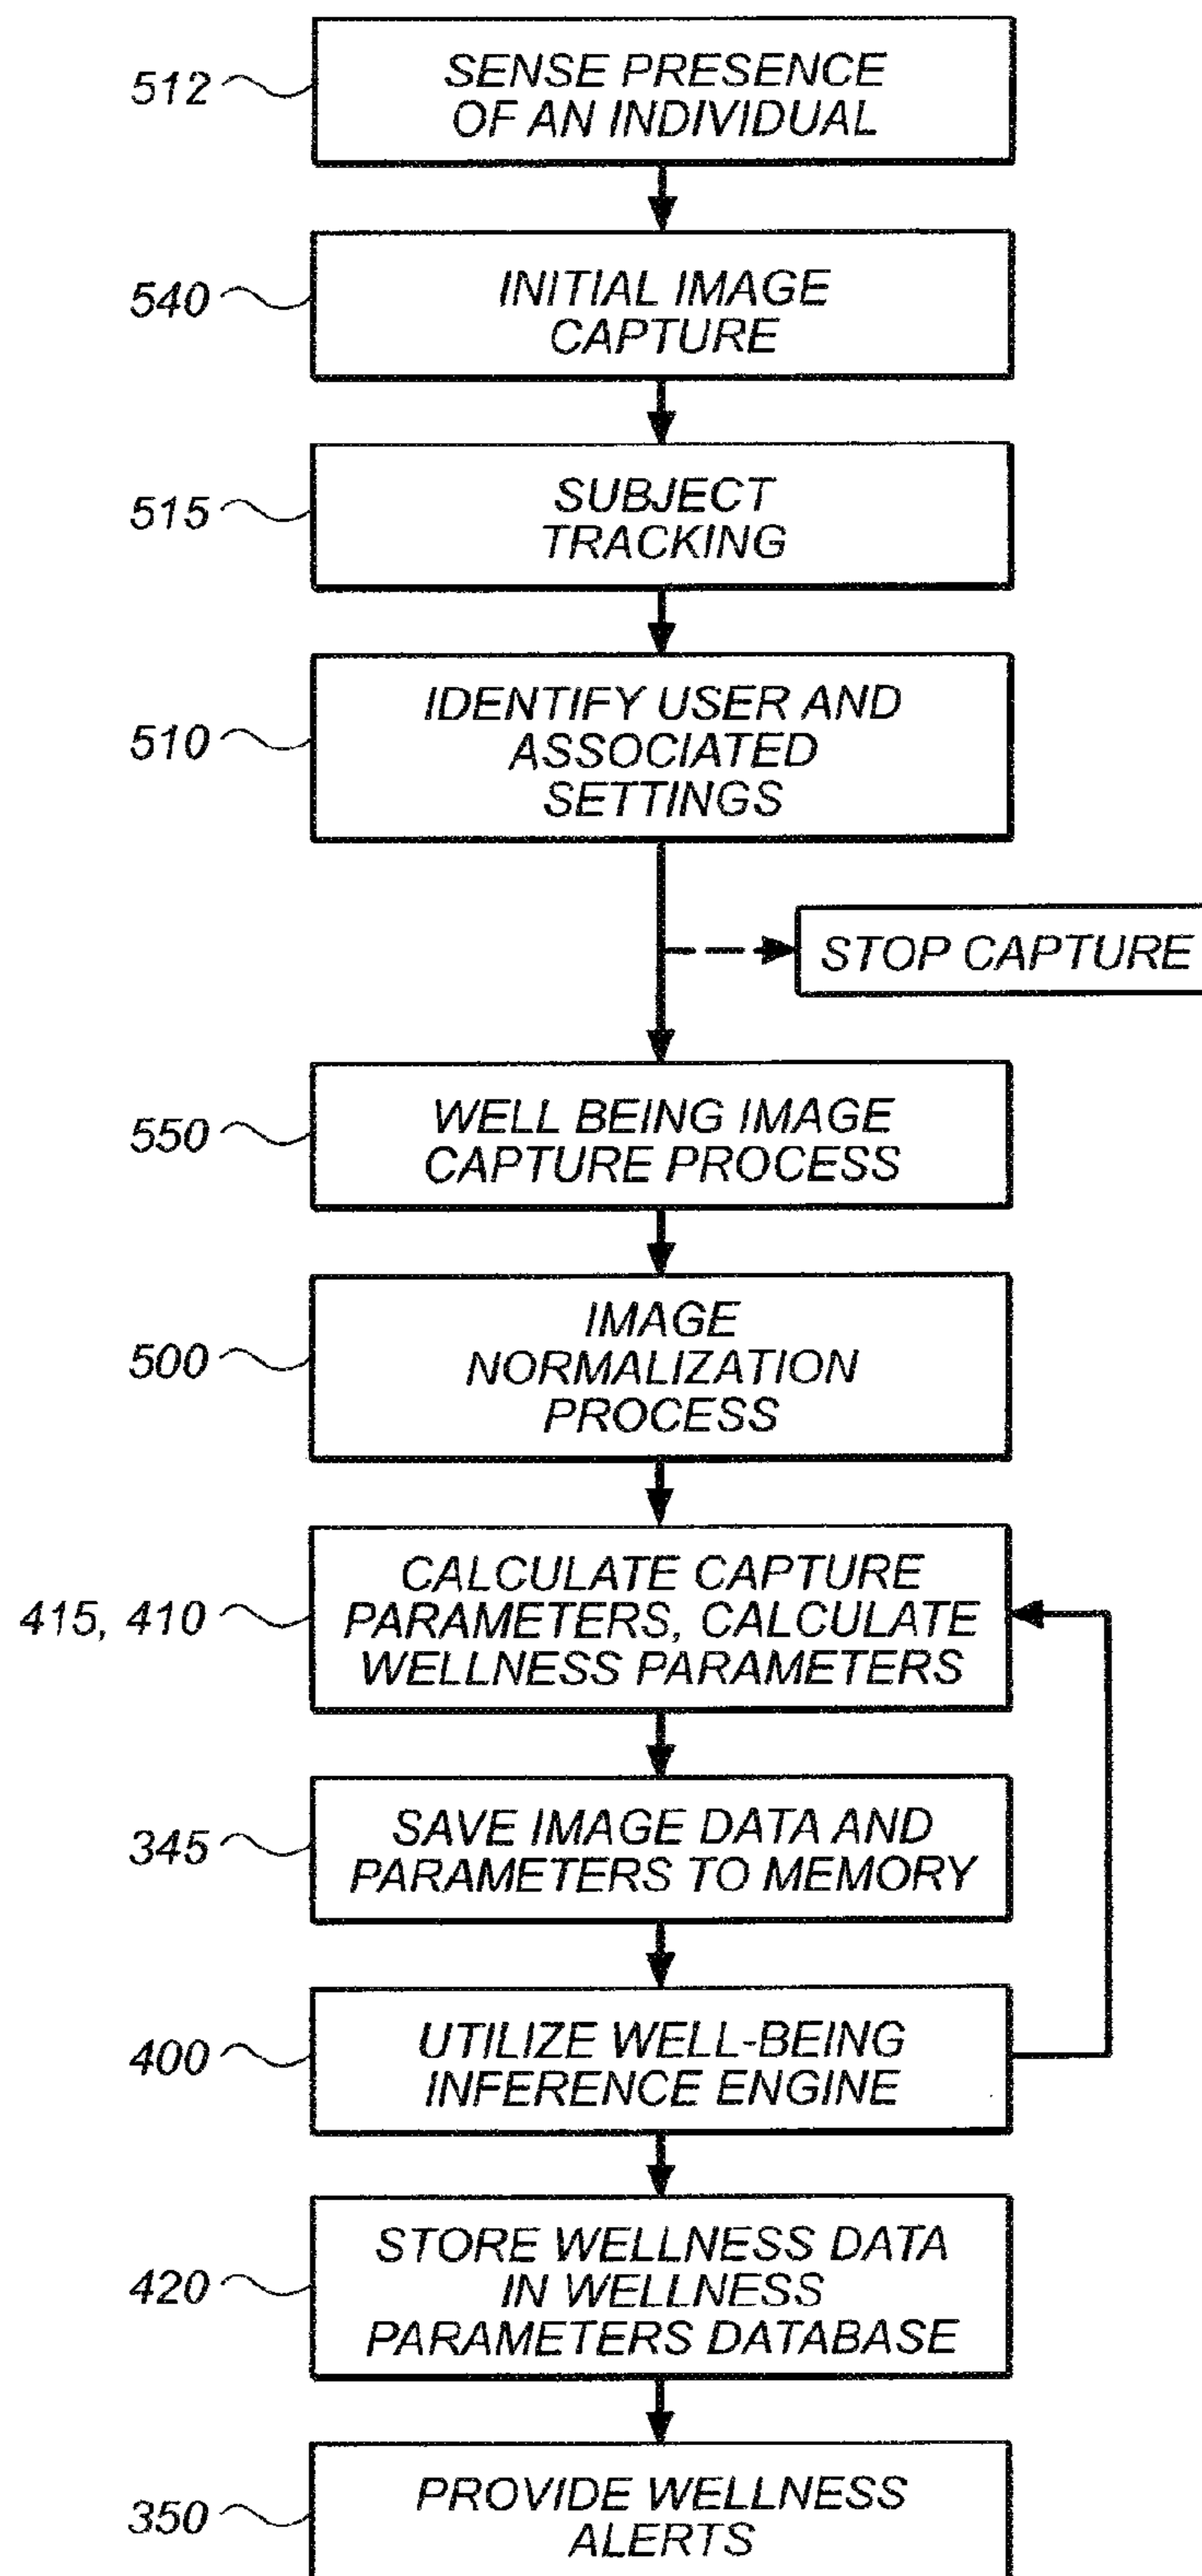 512
SENSE PRESENCE
OF AN INDIVIDUAL
540
INITIAL IMAGE
CAPTURE
515
SUBJECT
TRACKING
510
IDENTIFY USER AND
ASSOCIATED
SETTINGS
STOP CAPTURE
550
WELL BEING IMAGE
CAPTURE PROCESS
500
IMAGE
NORMALIZATION
PROCESS
415, 410
CALCULATE CAPTURE
PARAMETERS, CALCULATE
WELLNESS PARAMETERS
345
SAVE IMAGE DATA AND
PARAMETERS TO MEMORY
400
UTILIZE WELL-BEING
INFERENCE ENGINE
420
STORE WELLNESS DATA
IN WELLNESS
PARAMETERS DATABASE
350
PROVIDE WELLNESS
ALERTS